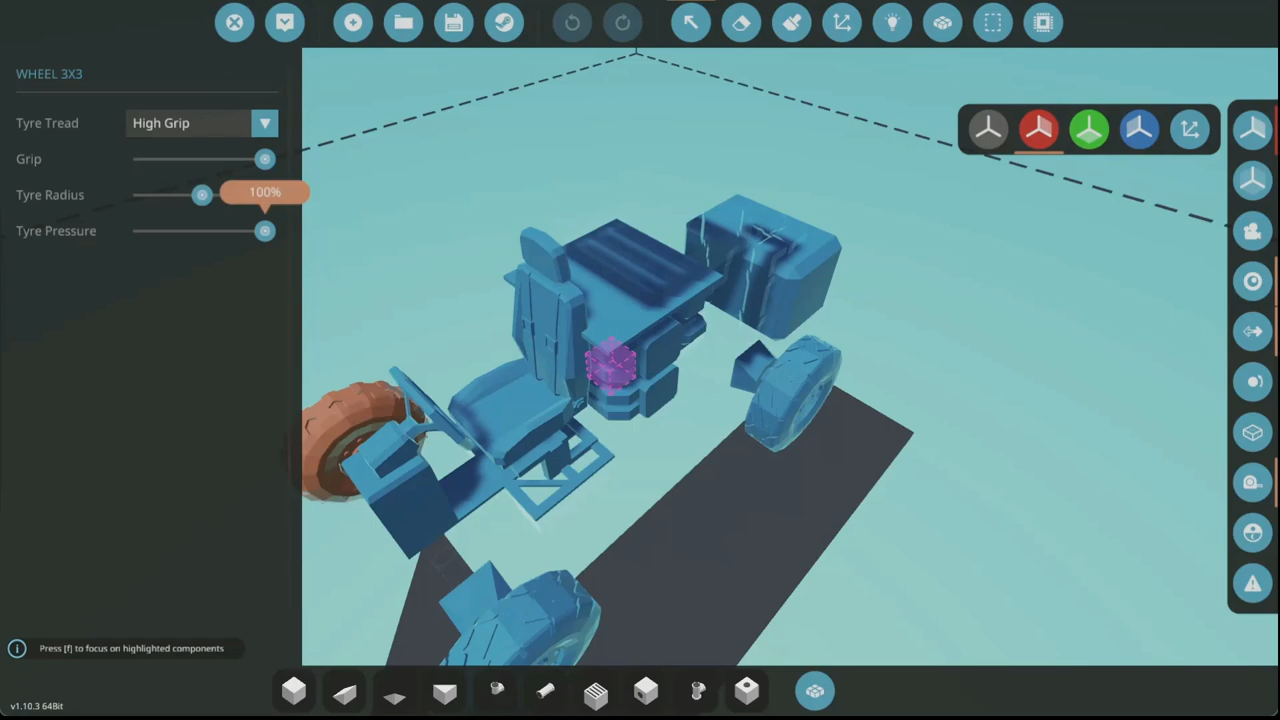 WHEEL 3X3
Tyre Tread
High Grip
Grip
Tyre Radius
100%
Tyre Pressure
Press [f] to focus on highlighted components
v1.10.3 64Bit